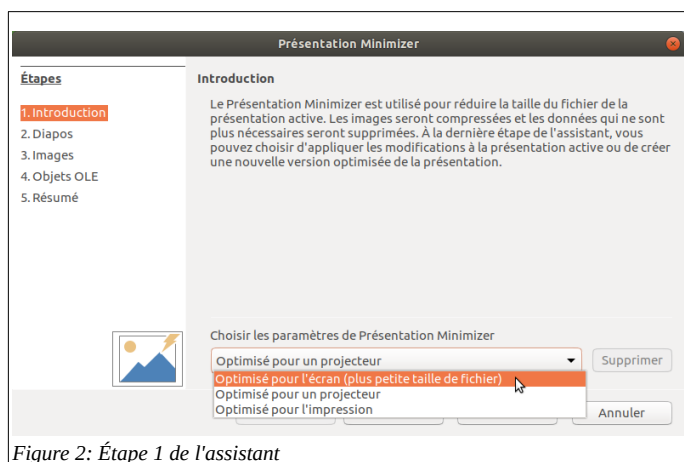 Présentation Minimizer
Étapes
1. Introduction
2. Diapos
3. Images
4. Objets OLE
5. Résumé
Introduction
Le Présentation Minimizer est utilisé pour réduire la taille du fichier de la
présentation active. Les images seront compressées et les données qui ne sont
plus nécessaires seront supprimées. À la dernière étape de l'assistant, vous
pouvez choisir d'appliquer les modifications à la présentation active ou de créer
une nouvelle version optimisée de la présentation.
Choisir les paramètres de Présentation Minimizer
Optimisé pour un projecteur
Supprimer
Optimisé pour l'écran (plus petite taille de fichier)
Optimisé pour un projecteur
Optimisé pour l'impression
Annuler
Figure 2: Étape 1 de l'assistant